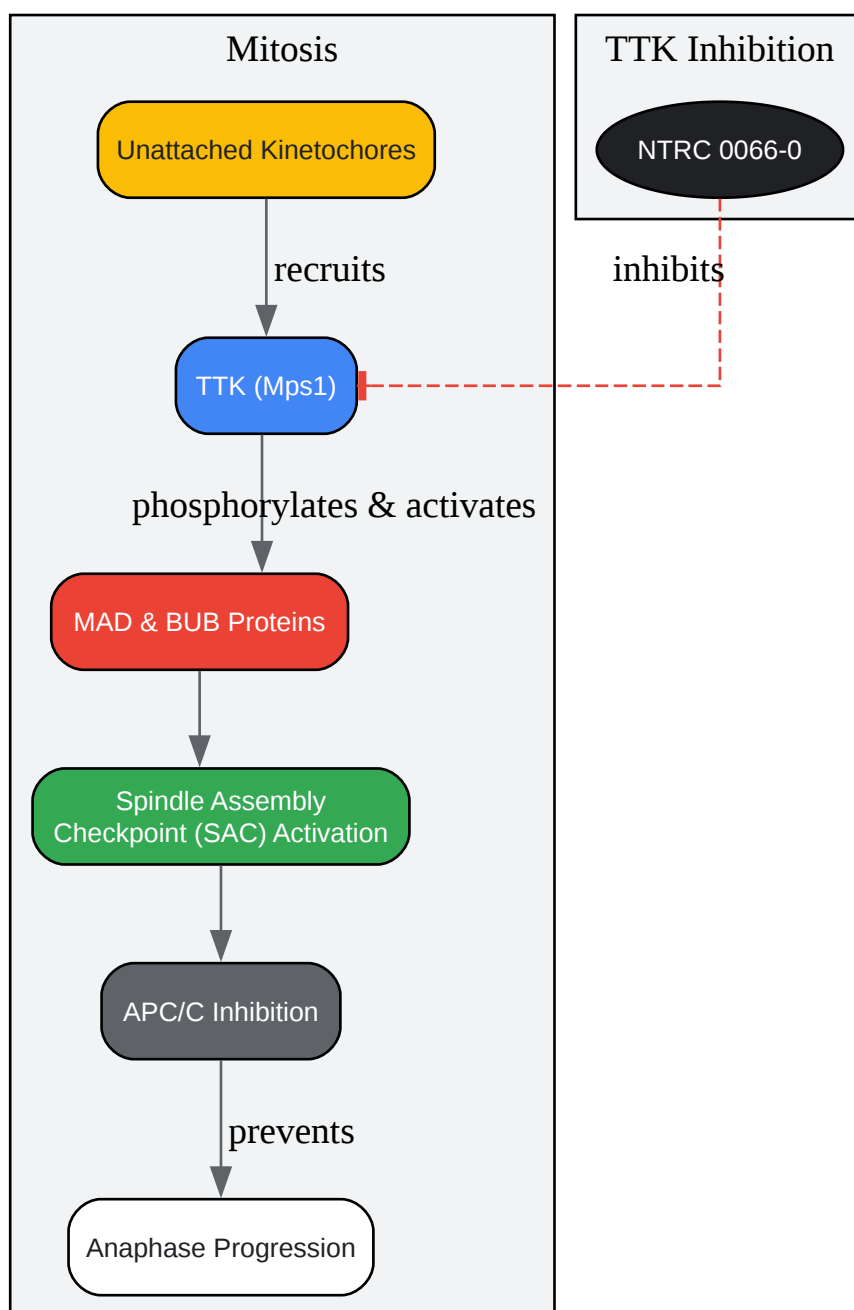 Mitosis
TTK Inhibition
Unattached Kinetochores
NTRC 0066-0
recruits
inhibits
TTK (Mps1)
phosphorylates & activates
MAD & BUB Proteins
Spindle Assembly
Checkpoint (SAC) Activation
APC/C Inhibition
prevents
Anaphase Progression